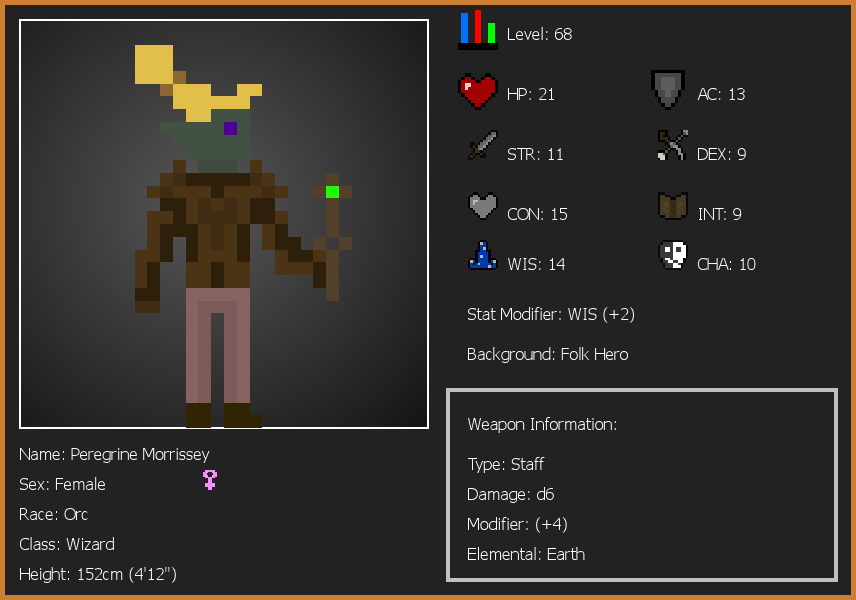 Level: 68
HP: 21
AC: 13
STR: 11
DEX: 9
CON: 15
INT: 9
WIS: 14
CHA: 10
Stat Modifier: WIS (+2)
Background: Folk Hero
Weapon Information:
Type: Staff
Damage: d6
Modifier: (+4)
Elemental: Earth
Name: Peregrine Morrissey
Sex: Female
Race: Orc
Class: Wizard
Height: 152cm (4'12")